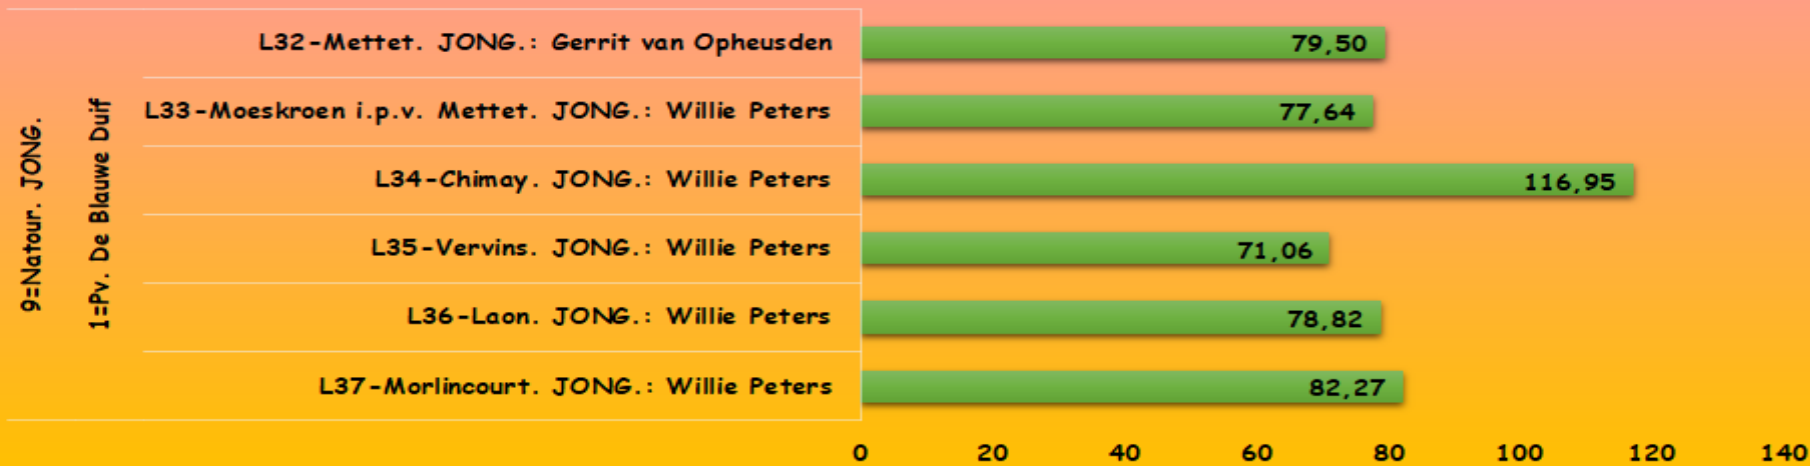 9=Natour. JONG.
1=Pv. De Blauwe Duif
L32-Mettet. JONG.: Gerrit van Opheusden
79,50
L33-Moeskroen i.p.v. Mettet. JONG.: Willie Peters
77,64
L34-Chimay. JONG.: Willie Peters
116,95
L35-Vervins. JONG.: Willie Peters
71,06
L36-Laon. JONG.: Willie Peters
78,82
L37-Morlincourt. JONG.: Willie Peters
82,27
0 20 40 60 80 100 120 140